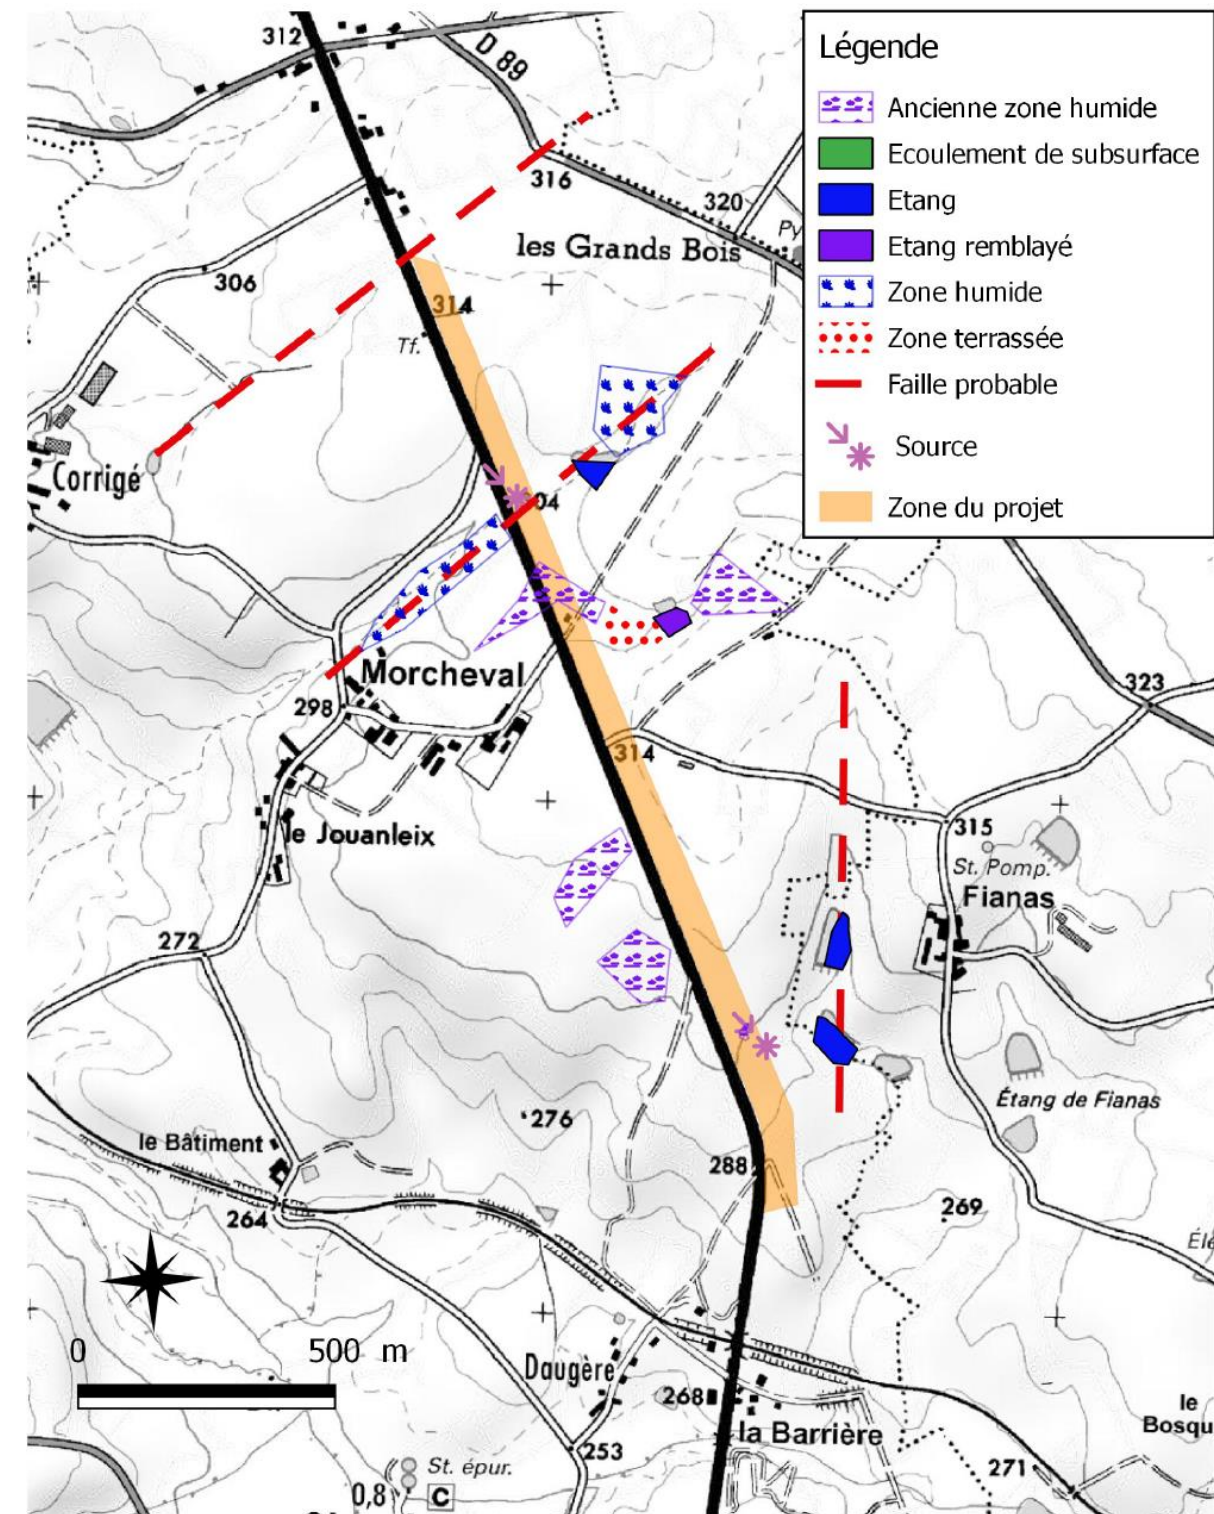 312
D 89
Légende
Ancienne zone humide
Ecoulement de subsurface
Etang
Etang remblayé
Zone humide
Zone terrassée
Faille probable
Source
Zone du projet
316
320
Py
les Grands Bois
306
314
Tf.
Corrigé
04
Morcheval
298
323
314
315
St. Pomp.
Fianas
le Jouanleix
272
Étang de Fianas
276
le Bâtiment
288
264
269
Éle
0 500 m
Daugère
268
la Barrière
le
Bosqu
253
St. épur.
271
0,8
C